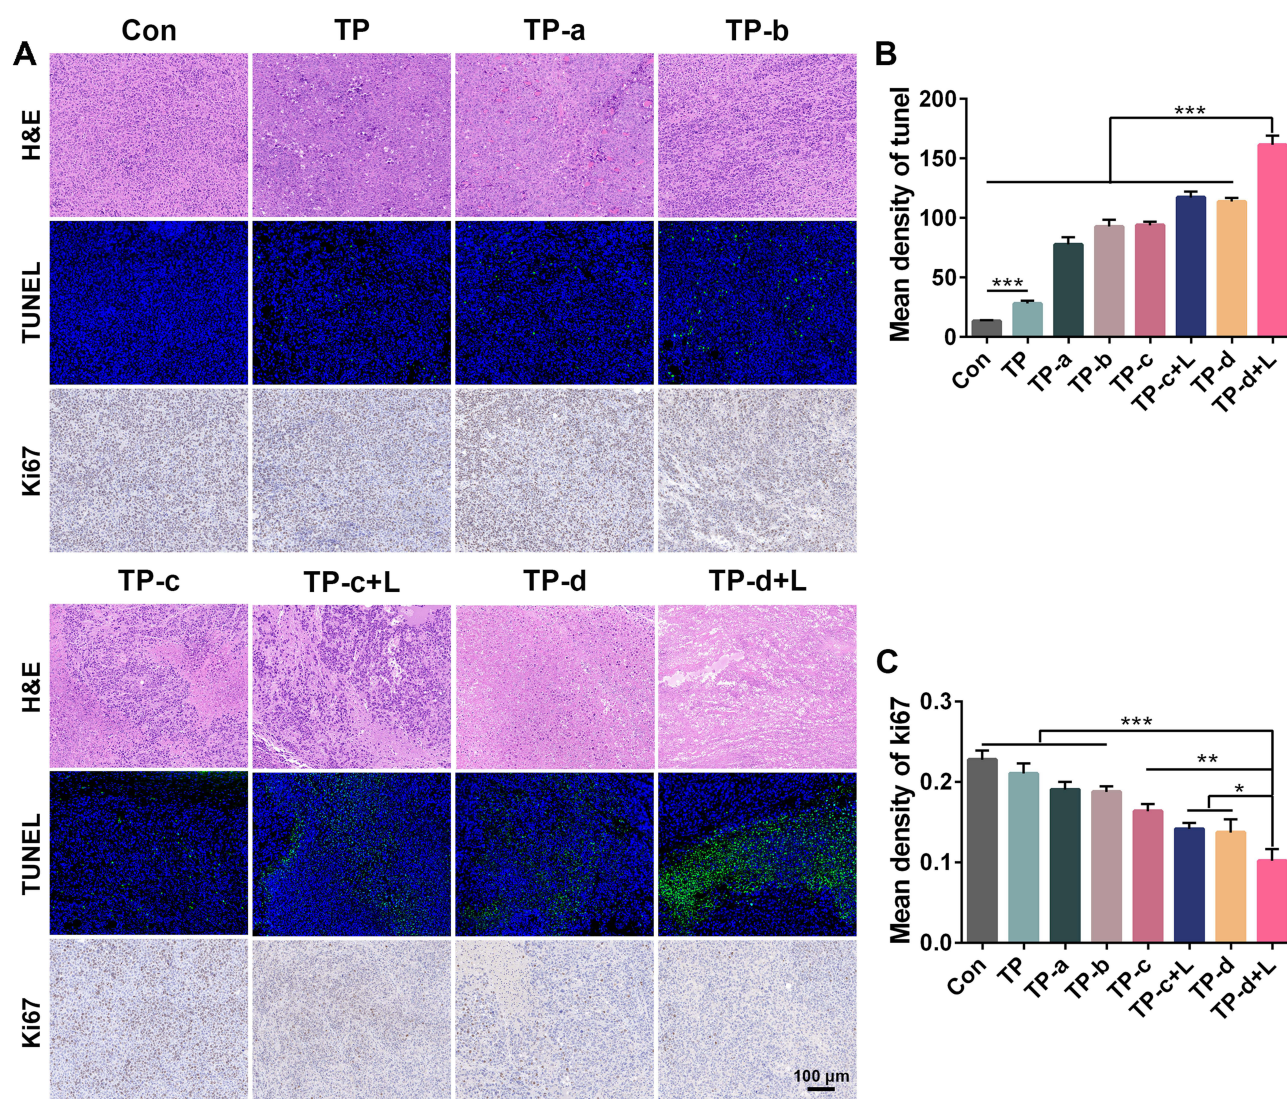 A
Con TP TP-a TP-b
H&E
TUNEL
Ki67
TP-c TP-c+L TP-d TP-d+L
H&E
TUNEL
Ki67
100 μm
B
Mean density of tunel
200
150
100
50
0
***
***
Con TP TP-a TP-b TP-c TP-c+L TP-d TP-d+L
C
Mean density of ki67
0.3
0.2
0.1
0.0
***
**
*
Con TP TP-a TP-b TP-c TP-c+L TP-d TP-d+L